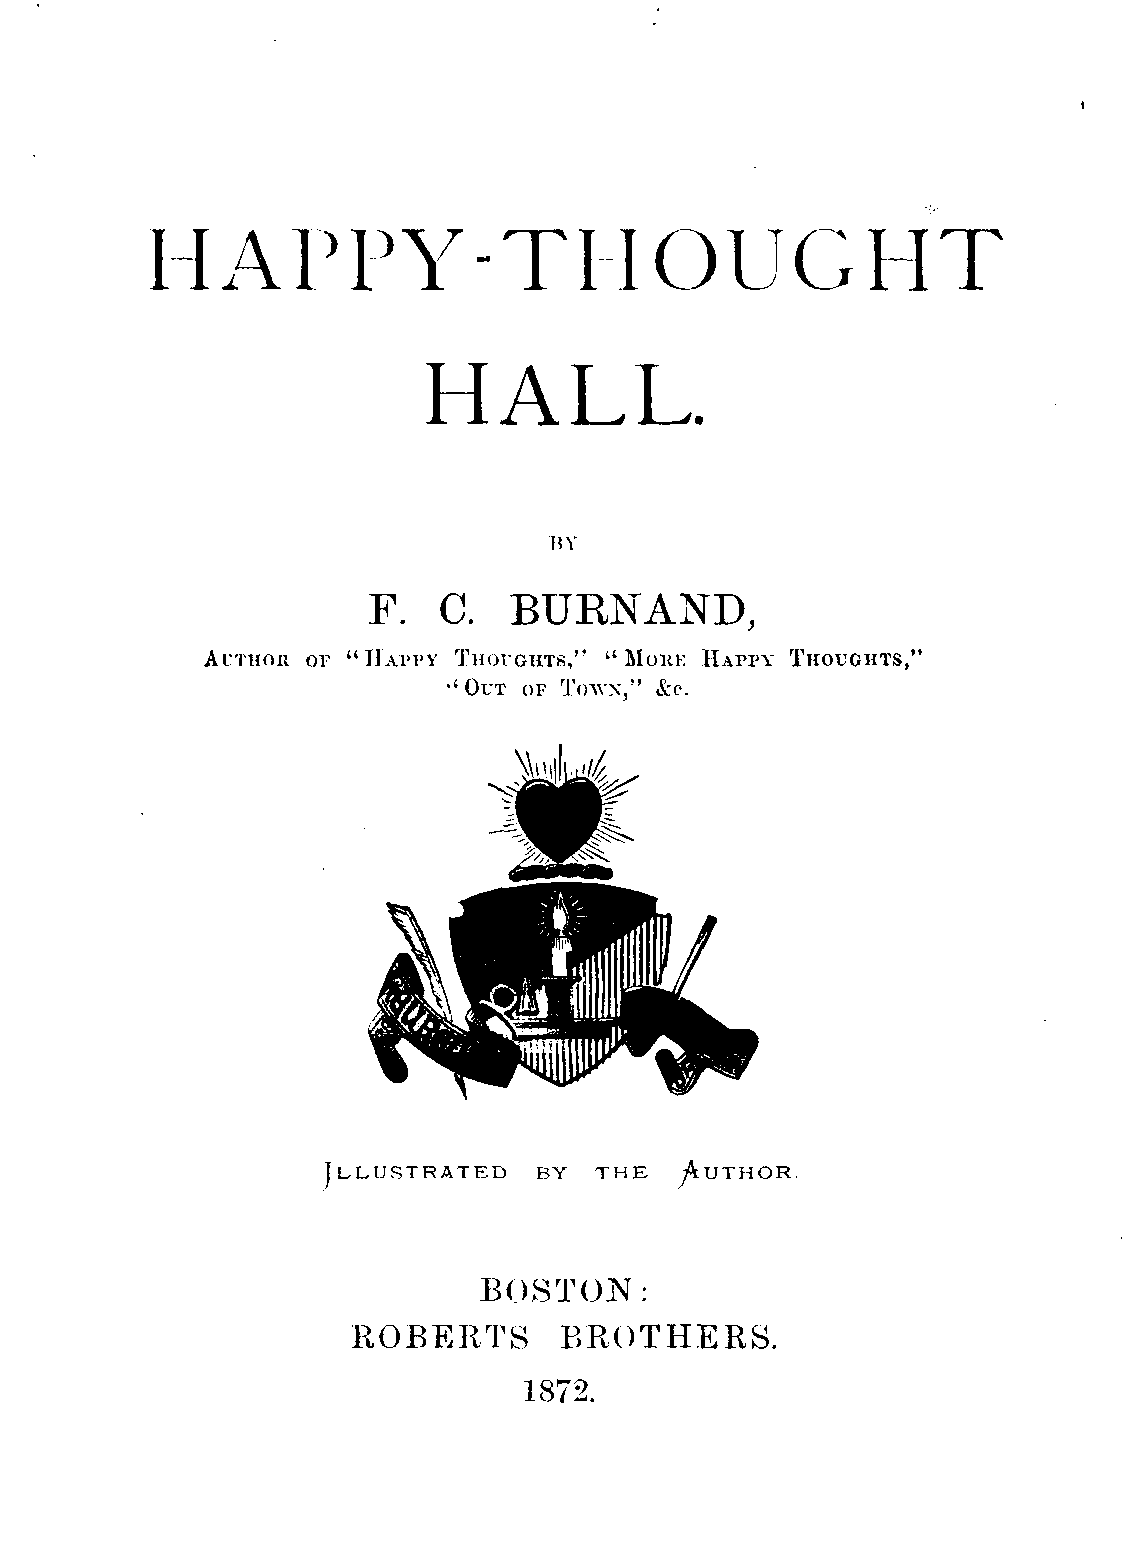 HAPPY-THOUGHT
HALL.
BY
F. C. BURNAND,
AUTHOR OF “HAPPY THOUGHTS,” “MORE HAPPY THOUGHTS,”
“OUT OF TOWN,” &c.
ILLUSTRATED BY THE AUTHOR.
BOSTON:
ROBERTS BROTHERS.
1872.